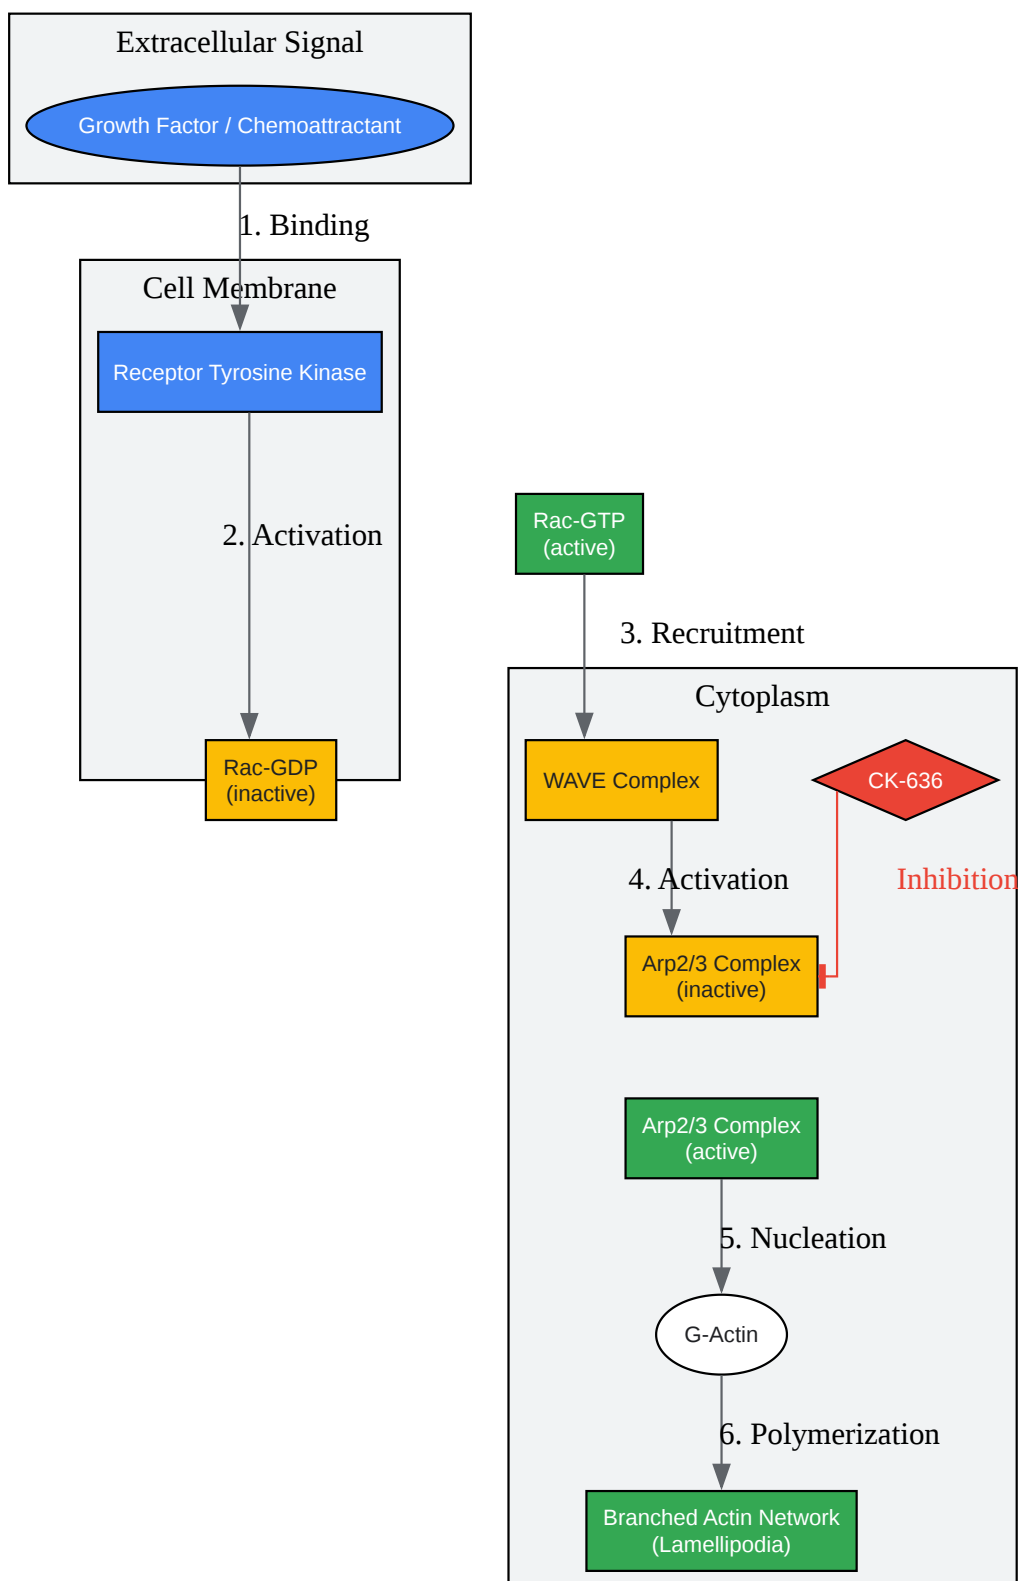 Extracellular Signal
Growth Factor / Chemoattractant
1. Binding
Cell Membrane
Receptor Tyrosine Kinase
2. Activation
Rac-GDP
(inactive)
Rac-GTP
(active)
3. Recruitment
Cytoplasm
WAVE Complex
CK-636
4. Activation
Inhibition
Arp2/3 Complex
(inactive)
Arp2/3 Complex
(active)
5. Nucleation
G-Actin
6. Polymerization
Branched Actin Network
(Lamellipodia)